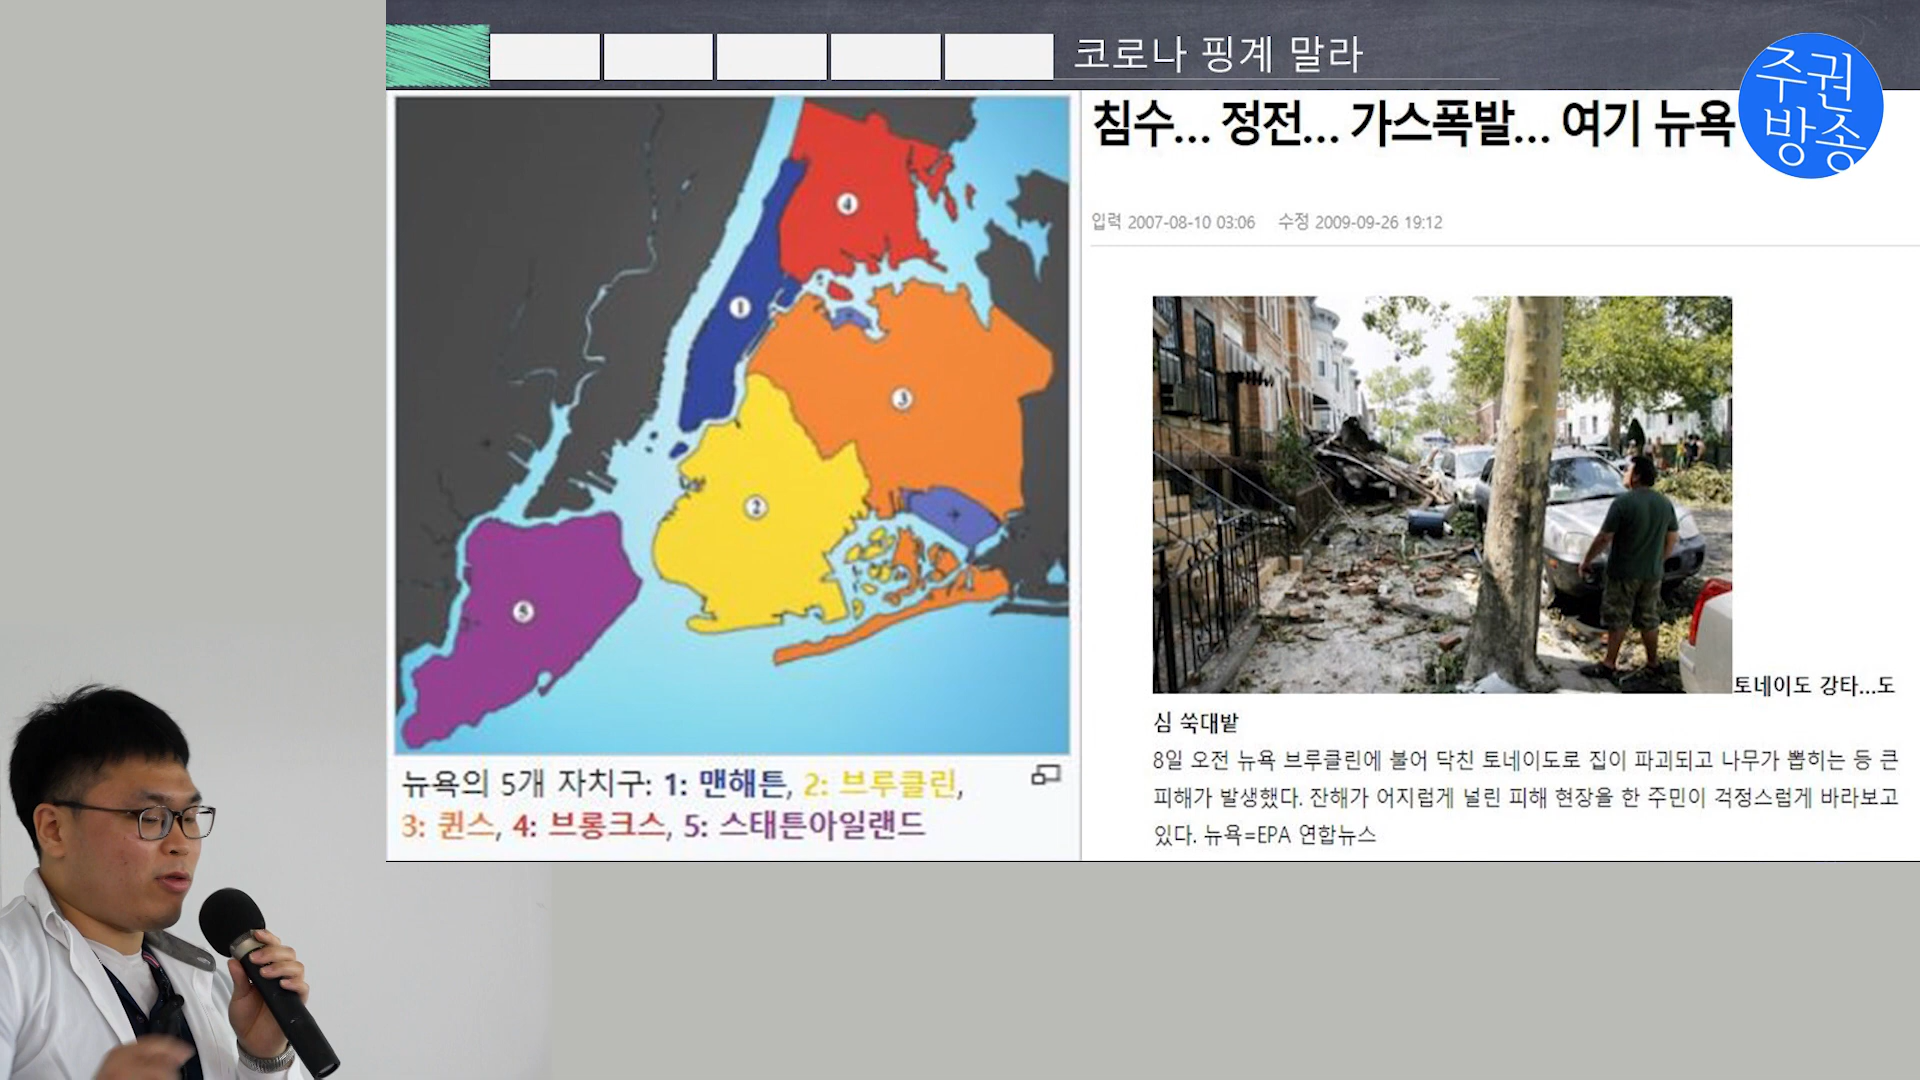 코로나 핑계 말라
주권
방송
침수... 정전... 가스폭발... 여기 뉴욕
입력 2007-08-10 03:06 수정 2009-09-26 19:12
4
1
3
2
5
뉴욕의 5개 자치구: 1: 맨해튼, 2: 브루클린,
3: 퀸스, 4: 브롱크스, 5: 스태튼아일랜드
토네이도 강타...도
심 쑥대밭
8일 오전 뉴욕 브루클린에 불어 닥친 토네이도로 집이 파괴되고 나무가 뽑히는 등 큰
피해가 발생했다. 잔해가 어지럽게 널린 피해 현장을 한 주민이 걱정스럽게 바라보고
있다. 뉴욕=EPA 연합뉴스